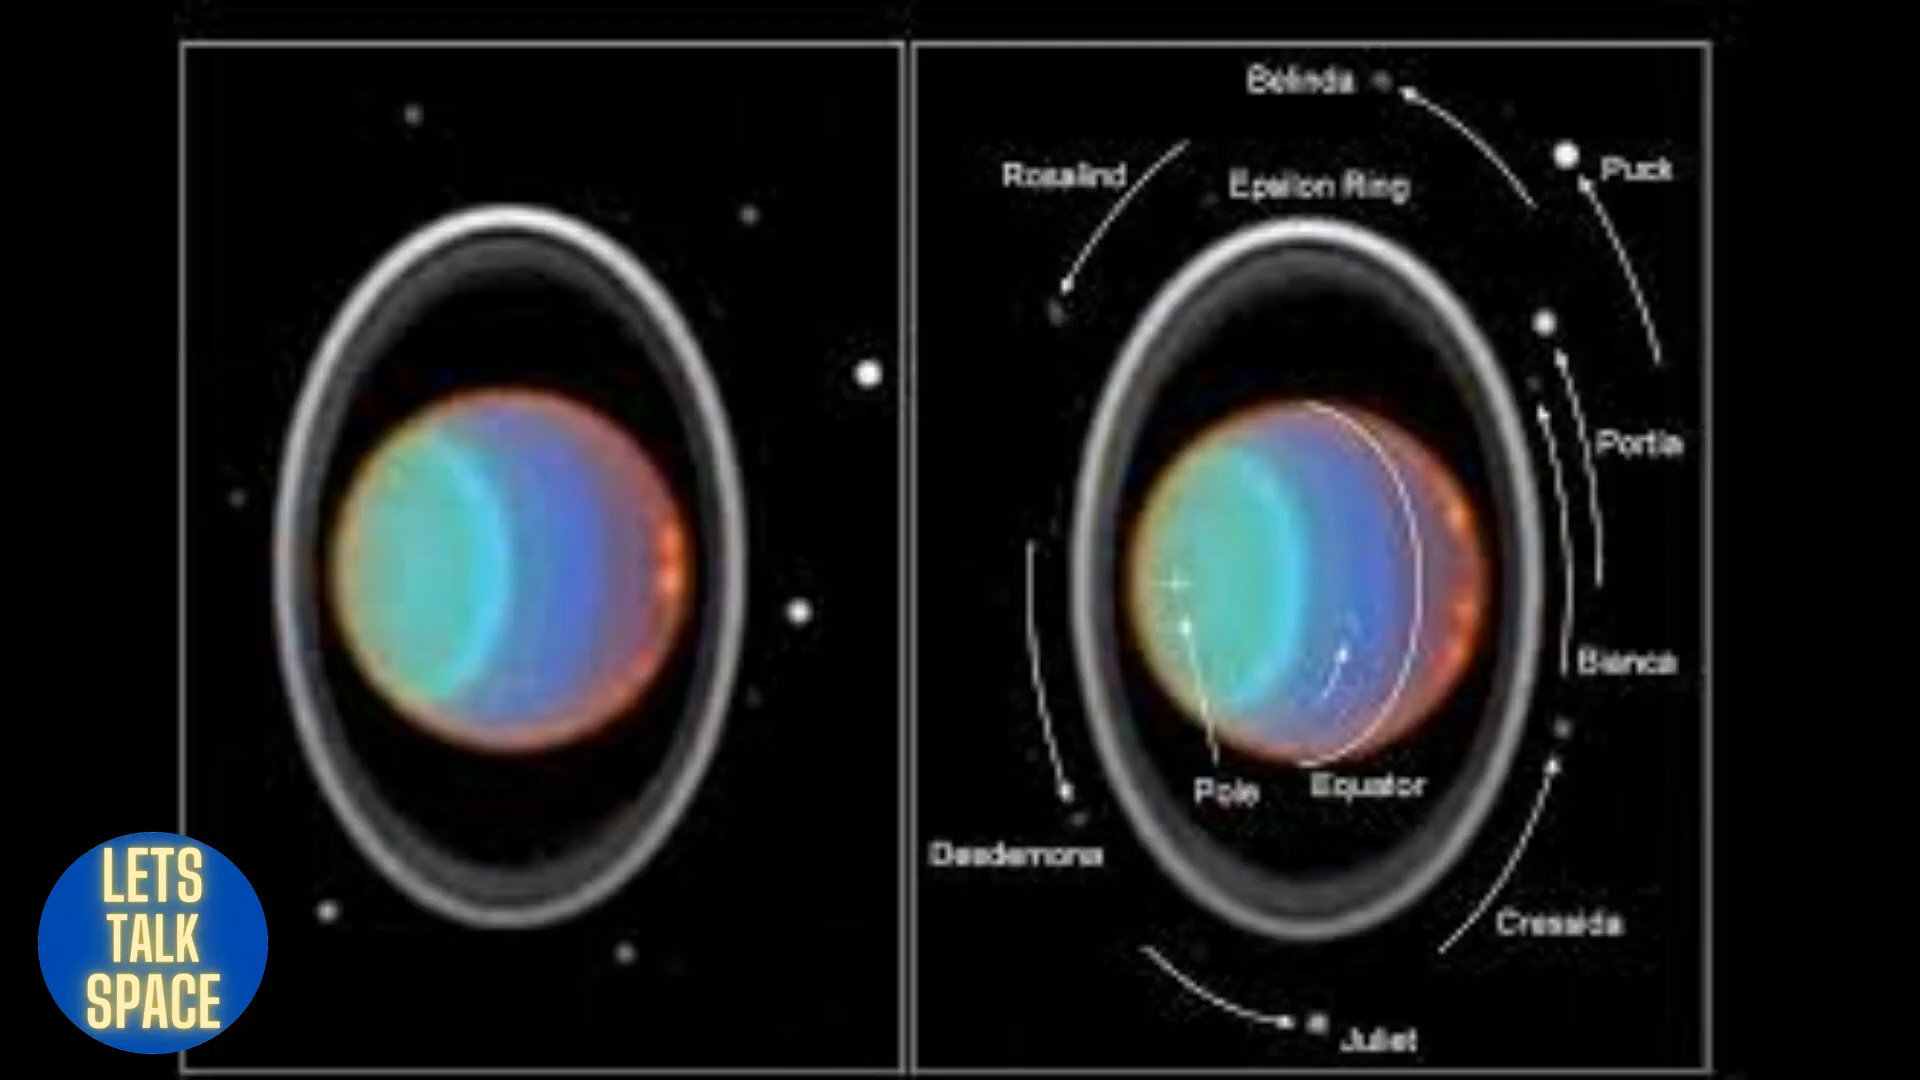 Belinda
Rosalind
Epsilon Ring
Puck
Portia
Bianca
Pole
Equator
Desdemona
Cressida
Juliet
LETS
TALK
SPACE